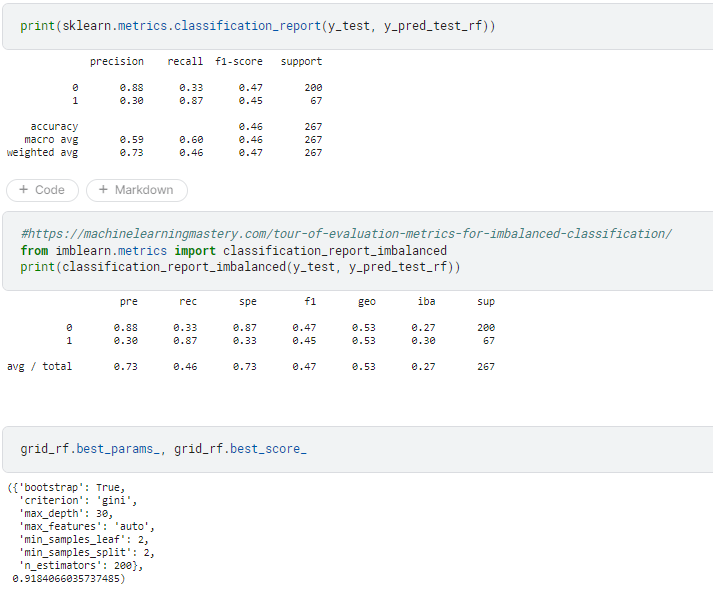 print(sklearn.metrics.classification_report(y_test, y_pred_test_rf))
precision recall f1-score support
0 0.88 0.33 0.47 200
1 0.30 0.87 0.45 67
accuracy 0.46 267
macro avg 0.59 0.60 0.46 267
weighted avg 0.73 0.46 0.47 267
+ Code + Markdown
#https://machinelearningmastery.com/tour-of-evaluation-metrics-for-imbalanced-classification/
from imblearn.metrics import classification_report_imbalanced
print(classification_report_imbalanced(y_test, y_pred_test_rf))
pre rec spe f1 geo iba sup
0 0.88 0.33 0.87 0.47 0.53 0.27 200
1 0.30 0.87 0.33 0.45 0.53 0.30 67
avg / total 0.73 0.46 0.73 0.47 0.53 0.27 267
grid_rf.best_params_, grid_rf.best_score_
({'bootstrap': True,
'criterion': 'gini',
'max_depth': 30,
'max_features': 'auto',
'min_samples_leaf': 2,
'min_samples_split': 2,
'n_estimators': 200},
0.9184066035737485)